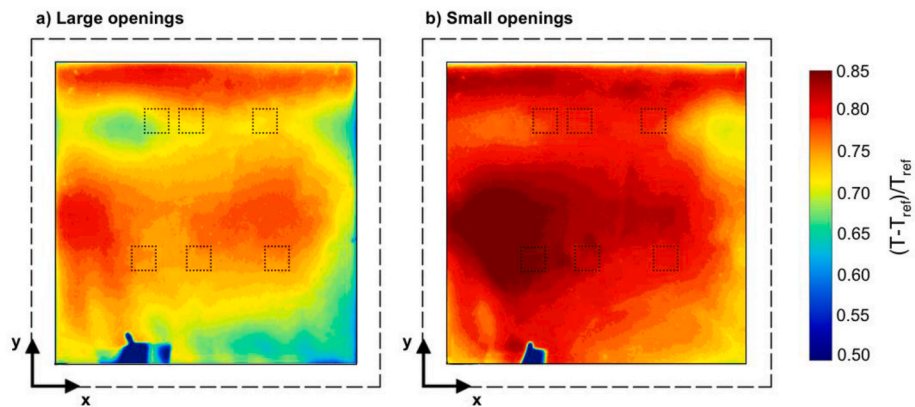 a) Large openings
b) Small openings
y
x
y
x
0.85
0.80
0.75
0.70
0.65
0.60
0.55
0.50
(T-Tref)/Tref